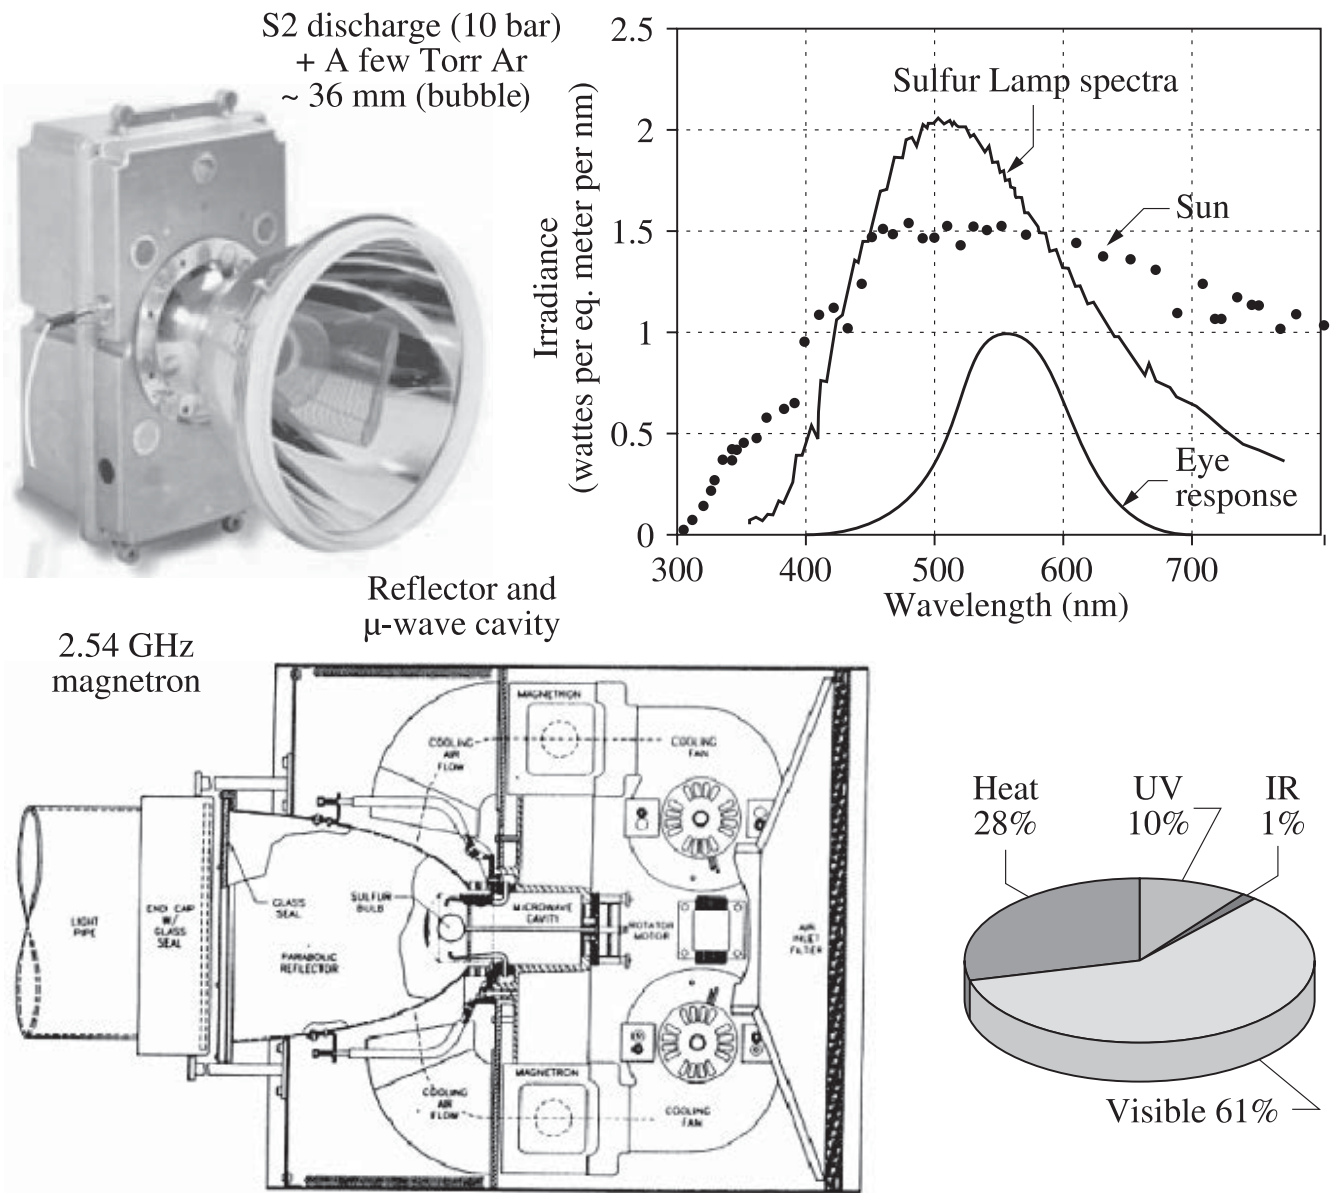 S2 discharge (10 bar)
+ A few Torr Ar
~ 36 mm (bubble)
Reflector and
μ-wave cavity
2.54 GHz
magnetron
2.5
2
1.5
1
0.5
0
Irradiance
(wattes per eq. meter per nm)
Sulfur Lamp spectra
Sun
Eye
response
300
400
500
600
700
Wavelength (nm)
MAGNETRON
COOLING
AIR
FLOW
COOLING
FAN
GLASS
SEAL
SULFUR
BULB
MICROWAVE
CAVITY
ROTATOR
MOTOR
LIGHT
PIPE
END CAP
W/
GLASS
SEAL
PARABOLIC
REFLECTOR
AIR
INLET
FILTER
MAGNETRON
COOLING
AIR
FLOW
COOLING
FAN
Heat
28%
UV
10%
IR
1%
Visible 61%